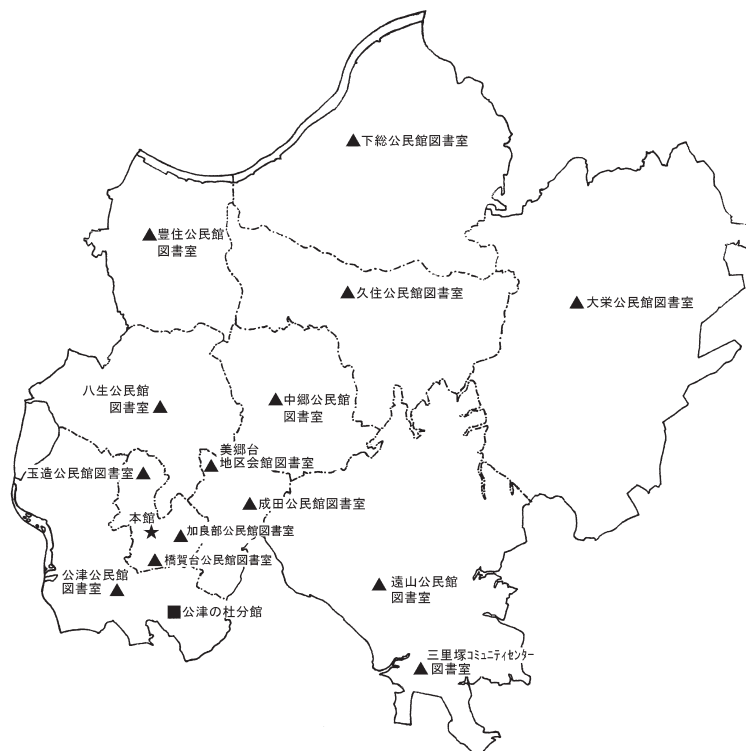 下総公民館図書室
豊住公民館
図書室
久住公民館図書室
大栄公民館図書室
八生公民館
図書室
中郷公民館
図書室
美郷台
地区会館図書室
玉造公民館図書室
成田公民館図書室
本館
加良部公民館図書室
橋賀台公民館図書室
公津公民館
図書室
遠山公民館
図書室
公津の杜分館
三里塚コミュニティセンター
図書室